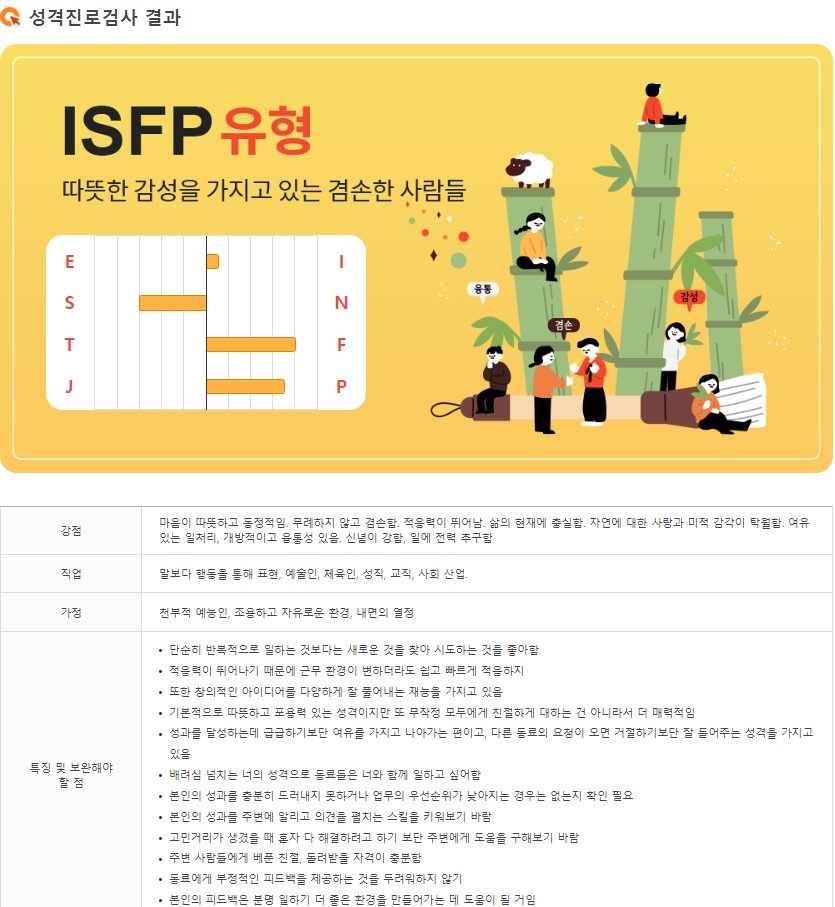 성격진로검사 결과
ISFP 유형
따뜻한 감성을 가지고 있는 겸손한 사람들
E I
S N
T F
J P
융통
겸손
감성
강점
마음이 따뜻하고 동정적임. 무례하지 않고 겸손함. 적응력이 뛰어남. 삶의 현재에 충실함. 자연에 대한 사랑과 미적 감각이 탁월함. 여유
있는 일처리, 개방적이고 융통성 있음. 신념이 강함, 일에 전력 추구함
직업
말보다 행동을 통해 표현, 예술인, 체육인, 성직, 교직, 사회 산업.
가정
천부적 예능인, 조용하고 자유로운 환경, 내면의 열정
특징 및 보완해야
할 점
• 단순히 반복적으로 일하는 것보다는 새로운 것을 찾아 시도하는 것을 좋아함
• 적응력이 뛰어나기 때문에 근무 환경이 변하더라도 쉽고 빠르게 적응하지
• 또한 창의적인 아이디어를 다양하게 잘 풀어내는 재능을 가지고 있음
• 기본적으로 따뜻하고 포용력 있는 성격이지만 또 무작정 모두에게 친절하게 대하는 건 아니라서 더 매력적임
• 성과를 달성하는데 급급하기보단 여유를 가지고 나아가는 편이고, 다른 동료의 요청이 오면 거절하기보단 잘 들어주는 성격을 가지고
있음
• 배려심 넘치는 너의 성격으로 동료들은 너와 함께 일하고 싶어함
• 본인의 성과를 충분히 드러내지 못하거나 업무의 우선순위가 낮아지는 경우는 없는지 확인 필요
• 본인의 성과를 주변에 알리고 의견을 펼치는 스킬을 키워보기 바람
• 고민거리가 생겼을 때 혼자 다 해결하려고 하기 보단 주변에게 도움을 구해보기 바람
• 주변 사람들에게 베푼 친절, 돌려받을 자격이 충분함
• 동료에게 부정적인 피드백을 제공하는 것을 두려워하지 않기
• 본인의 피드백은 분명 일하기 더 좋은 환경을 만들어가는 데 도움이 될 거임